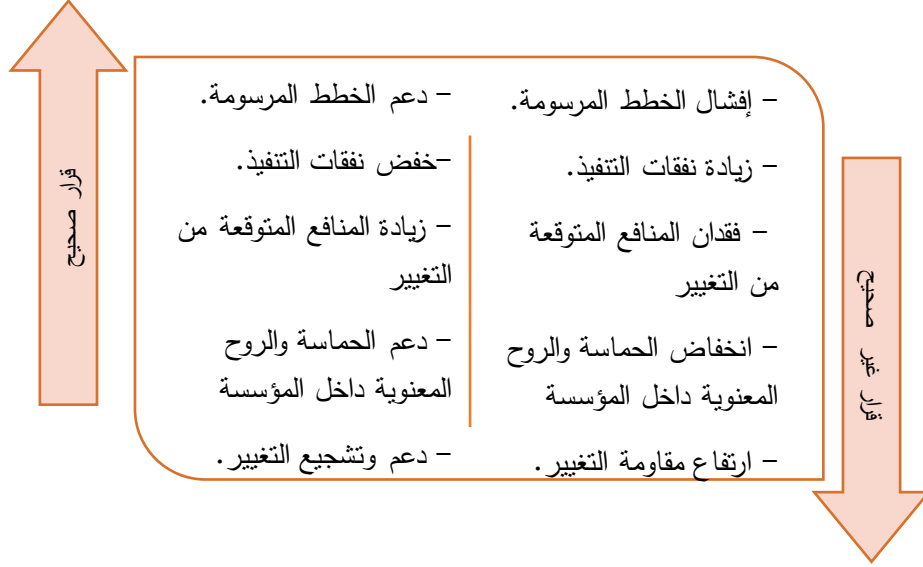 - إفشال الخطط المرسومة.
- زيادة نفقات التنفيذ.
- فقدان المنافع المتوقعة
من التغيير
- انخفاض الحماسة والروح
المعنوية داخل المؤسسة
- ارتفاع مقاومة التغيير.
قرار غير صحيح
- دعم الخطط المرسومة.
-خفض نفقات التنفيذ.
- زيادة المنافع المتوقعة من
التغيير
- دعم الحماسة والروح
المعنوية داخل المؤسسة
- دعم وتشجيع التغيير.
قرار صحيح